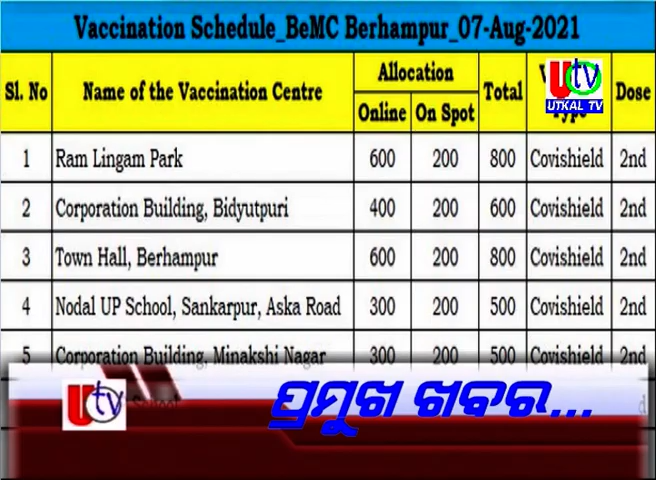 Vaccination Schedule_BeMC Berhampur_07-Aug-2021
Sl. No Name of the Vaccination Centre Allocation Total Type Dose
Online On Spot
UTV
UTKAL TV
1 Ram Lingam Park 600 200 800 Covishield 2nd
2 Corporation Building, Bidyutpuri 400 200 600 Covishield 2nd
3 Town Hall, Berhampur 600 200 800 Covishield 2nd
4 Nodal UP School, Sankarpur, Aska Road 300 200 500 Covishield 2nd
5 Corporation Building, Minakshi Nagar 300 200 500 Covishield 2nd
UTV
ପ୍ରମୁଖ ଖବର...